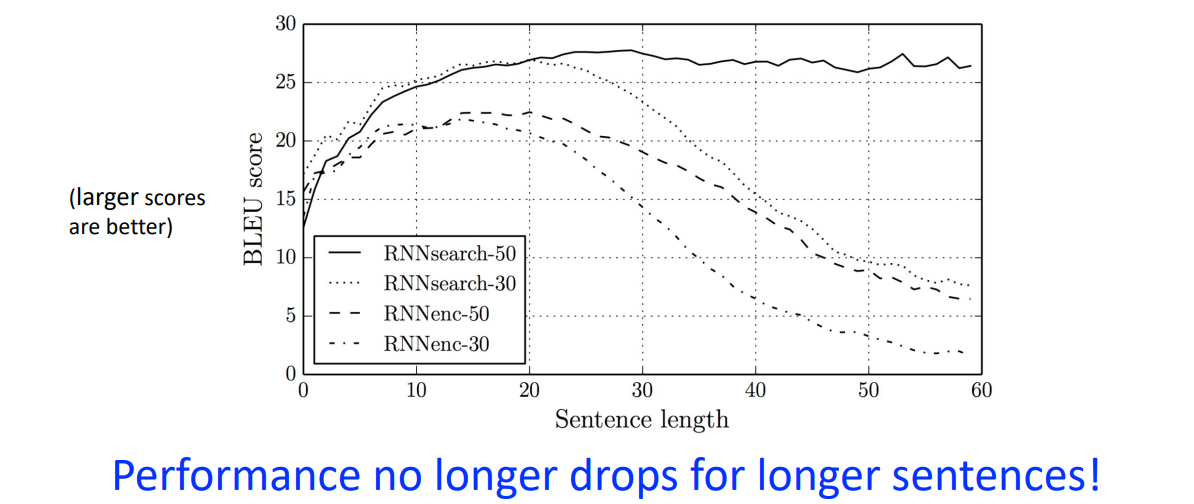 30
25
20
15
10
5
0
BLEU score
(larger scores
are better)
RNNsearch-50
RNNsearch-30
RNNenc-50
RNNenc-30
0 10 20 30 40 50 60
Sentence length
Performance no longer drops for longer sentences!